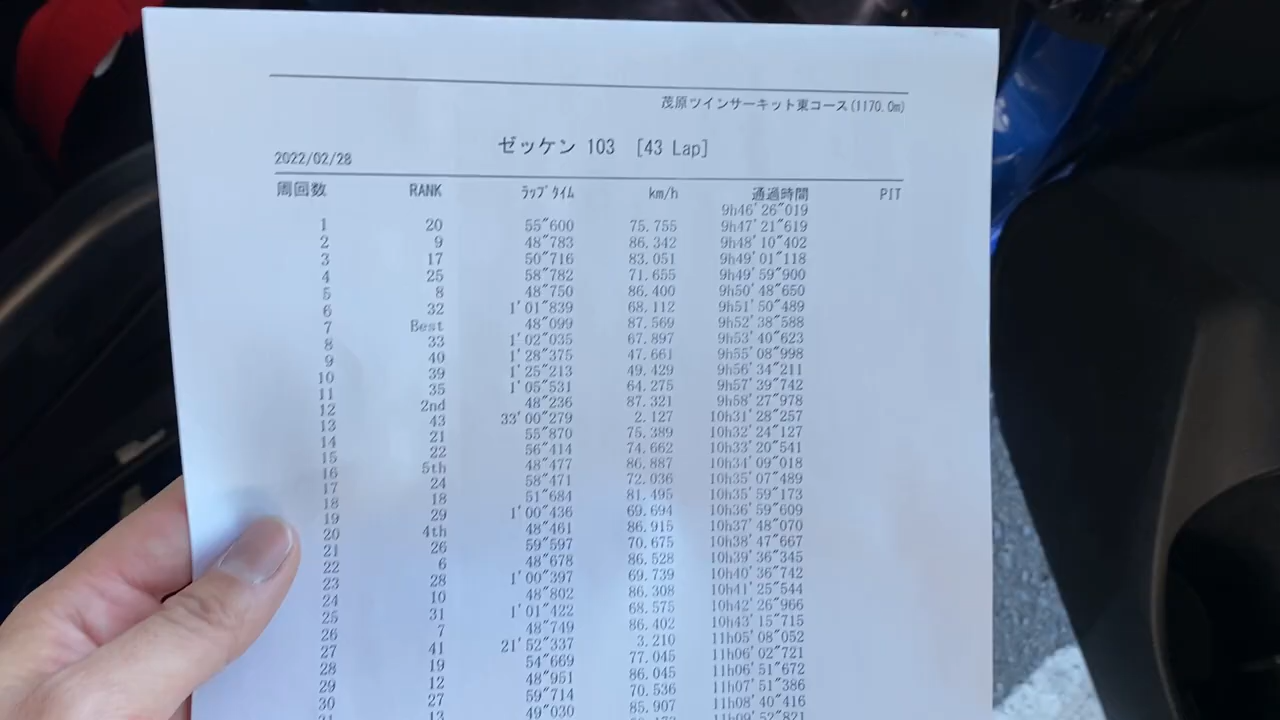 茂原ツインサーキット東コース(1170.0m)
ゼッケン 103 [43 Lap]
2022/02/28
周回数 RANK ラップタイム km/h 通過時間 PIT
9h46'26"019
1 20 55"600 75.755 9h47'21"619
2 9 48"783 86.342 9h48'10"402
3 17 50"716 83.051 9h49'01"118
4 25 58"782 71.655 9h49'59"900
5 8 48"750 86.400 9h50'48"650
6 32 1'01"839 68.112 9h51'50"489
7 Best 48"099 87.569 9h52'38"588
8 33 1'02"035 67.897 9h53'40"623
9 40 1'28"375 47.661 9h55'08"998
10 39 1'25"213 49.429 9h56'34"211
11 35 1'05"531 64.275 9h57'39"742
12 2nd 48"236 87.321 9h58'27"978
13 43 33'00"279 2.127 10h31'28"257
14 21 55"870 75.389 10h32'24"127
15 22 56"414 74.662 10h33'20"541
16 5th 48"477 86.887 10h34'09"018
17 24 58"471 72.036 10h35'07"489
18 18 51"684 81.495 10h35'59"173
19 29 1'00"436 69.694 10h36'59"609
20 4th 48"461 86.915 10h37'48"070
21 26 59"597 70.675 10h38'47"667
22 6 48"678 86.528 10h39'36"345
23 28 1'00"397 69.739 10h40'36"742
24 10 48"802 86.308 10h41'25"544
25 31 1'01"422 68.575 10h42'26"966
26 7 48"749 86.402 10h43'15"715
27 41 21'52"337 3.210 11h05'08"052
28 19 54"669 77.045 11h06'02"721
29 12 48"951 86.045 11h06'51"672
30 27 59"714 70.536 11h07'51"386
31 13 49"030 85.907 11h08'40"416
11h09'52"821